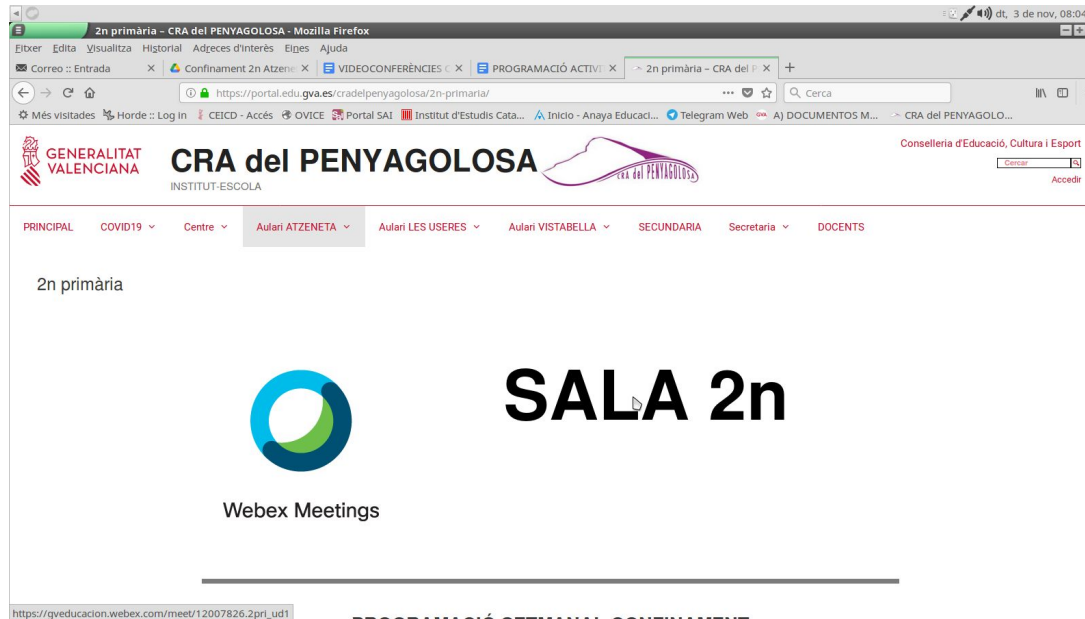 dt, 3 de nov, 08:04
2n primària – CRA del PENYAGOLOSA - Mozilla Firefox
Fitxer Edita Visualitza Historial Adreces d'interès Eines Ajuda
Correo :: Entrada Confinament 2n Atzene VIDEOCONFERÈNCIES C PROGRAMACIÓ ACTIVI 2n primària – CRA del P
https://portal.edu.gva.es/cradelpenyagolosa/2n-primaria/ Cerca
Més visitades Horde :: Log in CEICD - Accés OVICE Portal SAI Institut d'Estudis Cata... Inicio - Anaya Educaci... Telegram Web A) DOCUMENTOS M... CRA del PENYAGOLO...
Conselleria d'Educació, Cultura i Esport
GENERALITAT
VALENCIANA
CRA del PENYAGOLOSA
CRA del PENYAGOLOSA
INSTITUT-ESCOLA
Cercar
Accedir
PRINCIPAL COVID19 Centre Aulari ATZENETA Aulari LES USERES Aulari VISTABELLA SECUNDARIA Secretaria DOCENTS
2n primària
SALA 2n
Webex Meetings
https://gveducacion.webex.com/meet/12007826.2pri_ud1
PROGRAMACIÓ SETMANAL CONFINAMENT